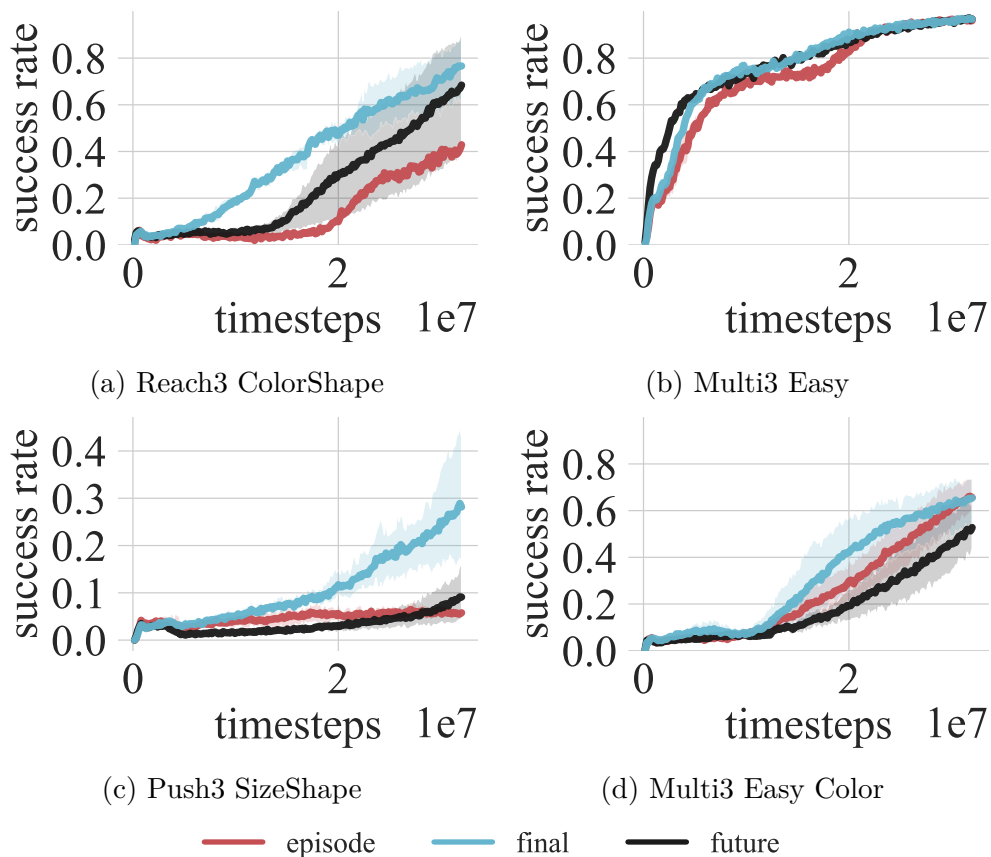 success rate
0.8
0.6
0.4
0.2
0.0
0
2
timesteps
1e7
(a) Reach3 ColorShape
success rate
0.8
0.6
0.4
0.2
0.0
0
2
timesteps
1e7
(b) Multi3 Easy
success rate
0.4
0.3
0.2
0.1
0.0
0
2
timesteps
1e7
(c) Push3 SizeShape
success rate
0.8
0.6
0.4
0.2
0.0
0
2
timesteps
1e7
(d) Multi3 Easy Color
episode
final
future